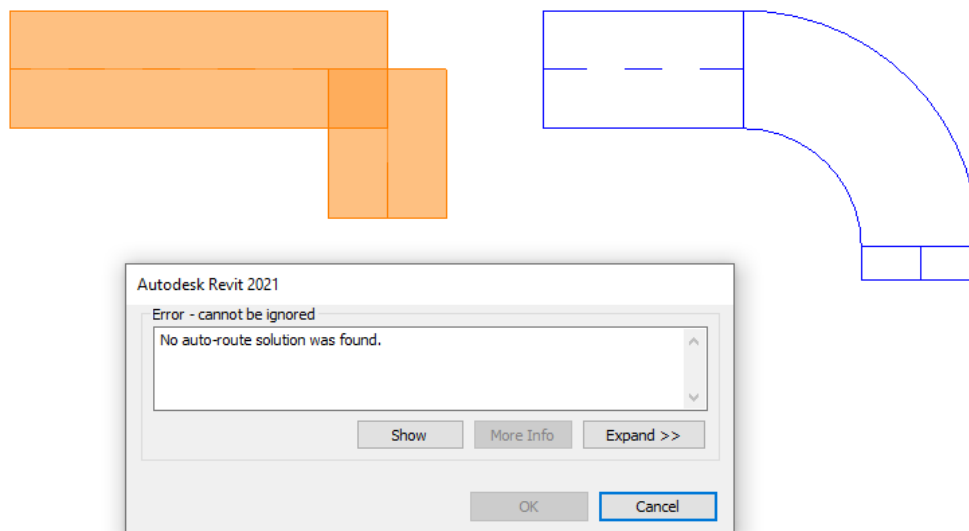 Autodesk Revit 2021
Error - cannot be ignored
No auto-route solution was found.
Show
More Info
Expand >>
OK
Cancel